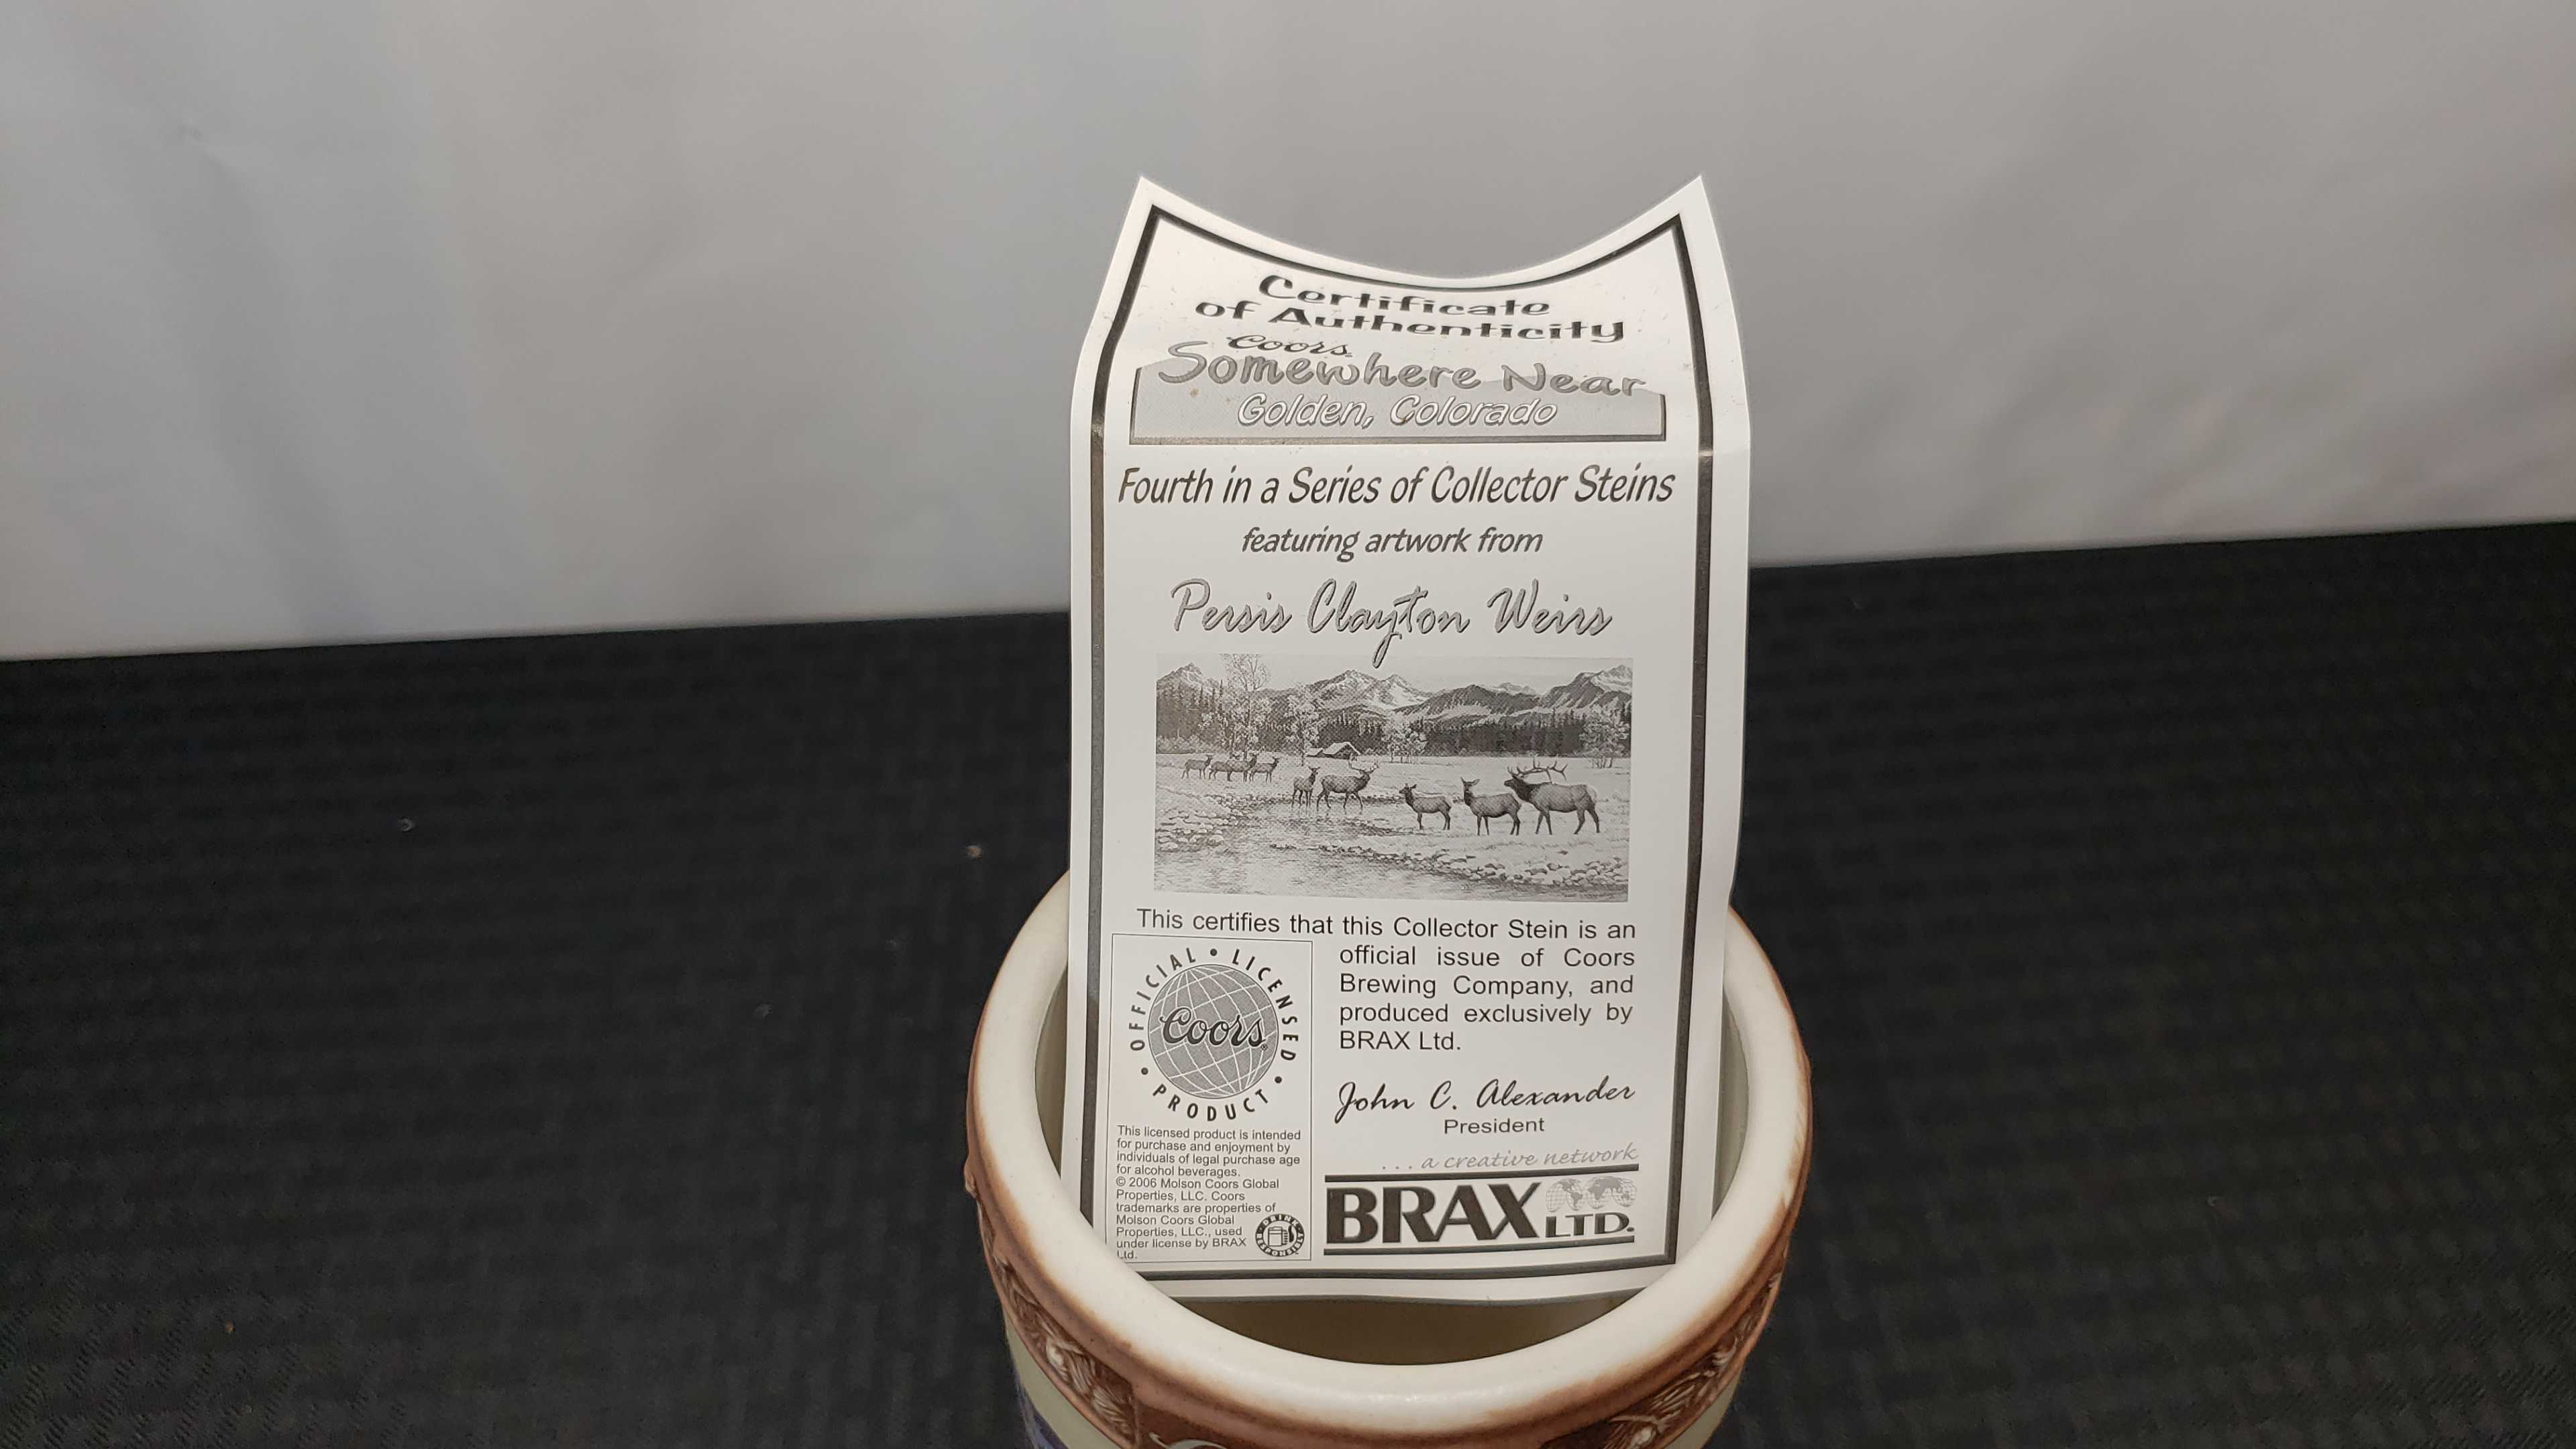 Certificate
of Authenticity
Coors
Somewhere Near
Golden, Colorado
Fourth in a Series of Collector Steins
featuring artwork from
Persis Clayton Weirs
This certifies that this Collector Stein is an
official issue of Coors
Brewing Company, and
produced exclusively by
BRAX Ltd.
OFFICIAL • LICENSED • PRODUCT •
Coors®
John C. Alexander
President
This licensed product is intended
for purchase and enjoyment by
individuals of legal purchase age
for alcohol beverages.
© 2006 Molson Coors Global
Properties, LLC. Coors
trademarks are properties of
Molson Coors Global
Properties, LLC., used
under license by BRAX
Ltd.
DRINK RESPONSIBLY
...a creative network
BRAX LTD.